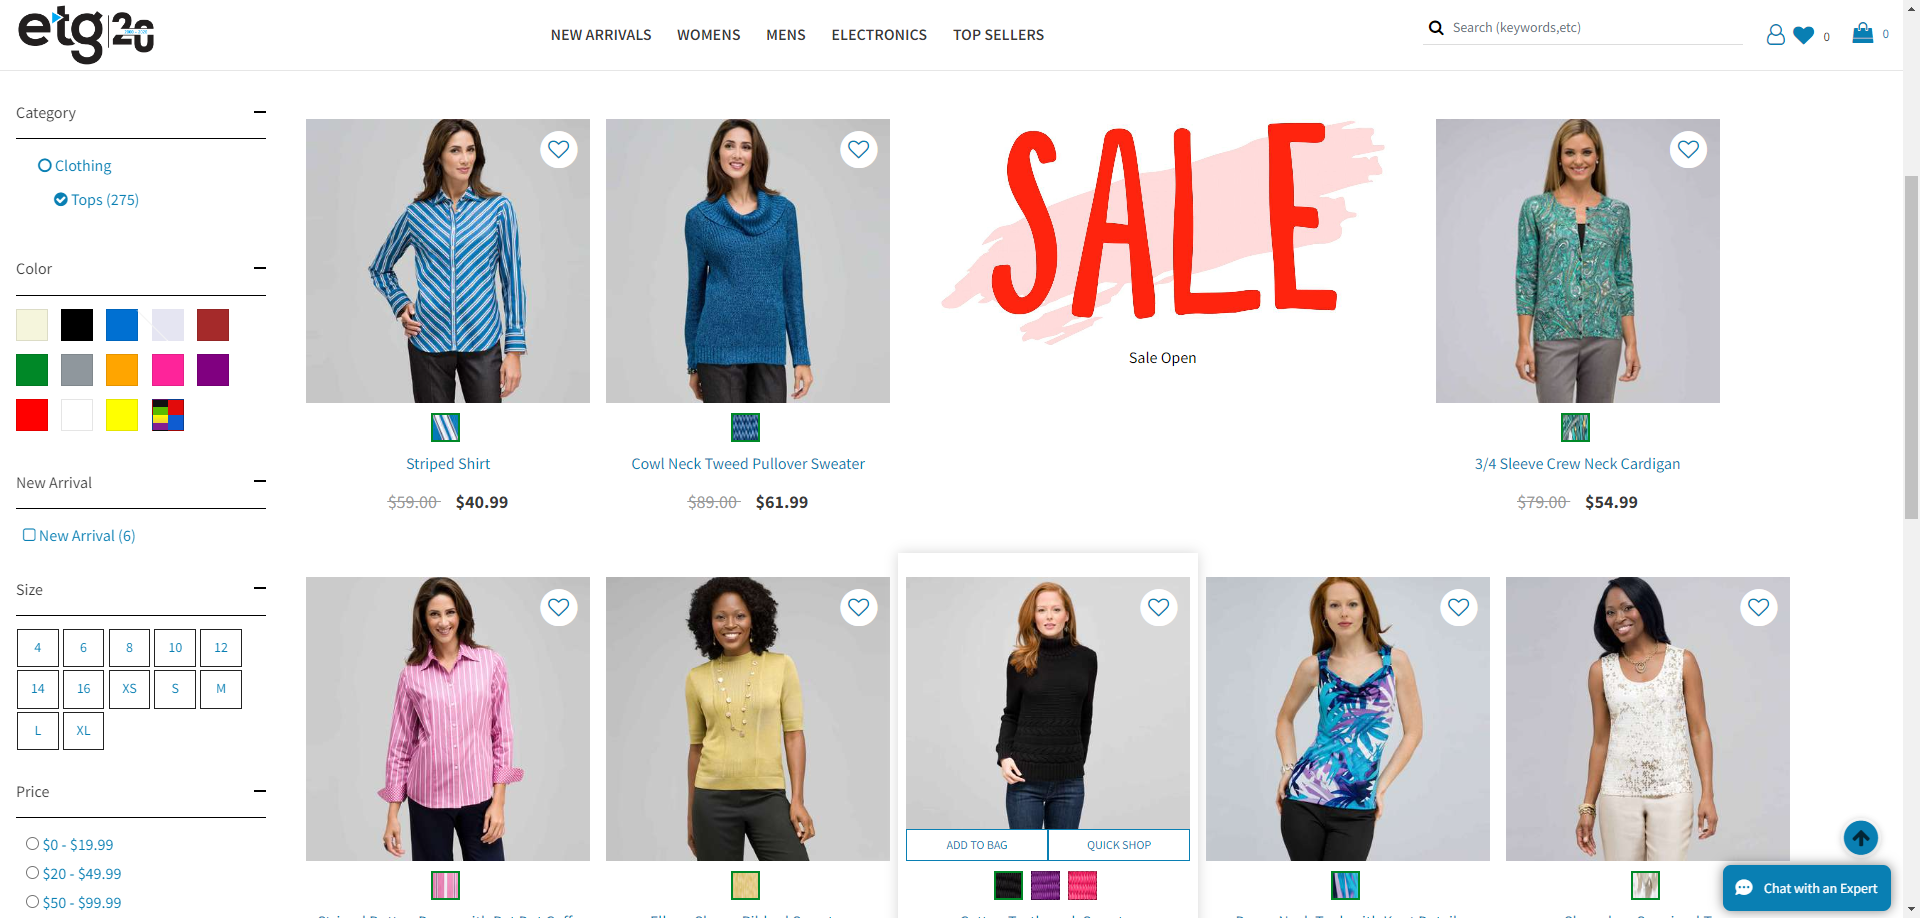 etg 20
NEW ARRIVALS WOMENS MENS ELECTRONICS TOP SELLERS
Search (keywords,etc)
0
0
Category
Clothing
Tops (275)
Color
New Arrival
New Arrival (6)
Size
4 6 8 10 12
14 16 XS S M
L XL
Price
$0 - $19.99
$20 - $49.99
$50 - $99.99
SALE
Sale Open
Striped Shirt
$59.00 $40.99
Cowl Neck Tweed Pullover Sweater
$89.00 $61.99
3/4 Sleeve Crew Neck Cardigan
$79.00 $54.99
ADD TO BAG QUICK SHOP
Chat with an Expert